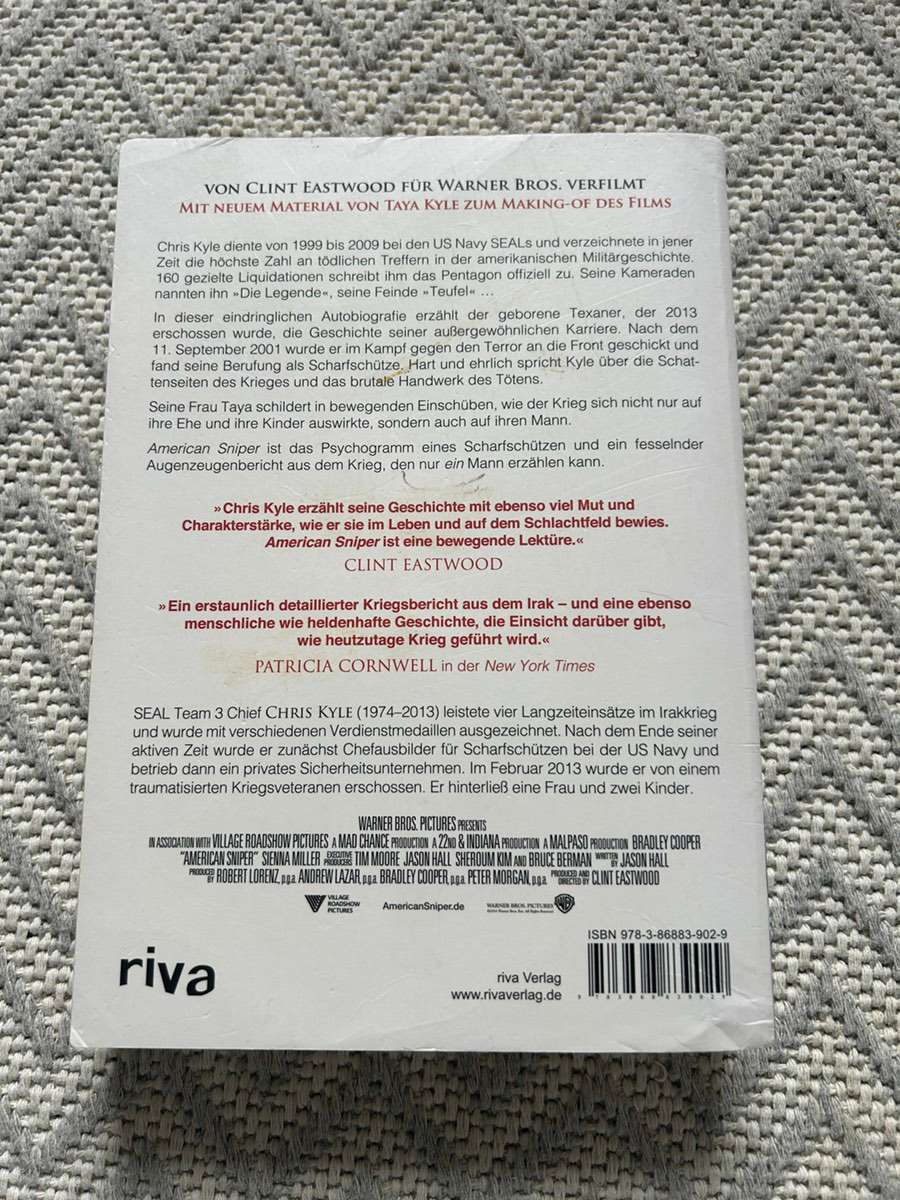 VON CLINT EASTWOOD FÜR WARNER BROS. VERFILMT
MIT NEUEM MATERIAL VON TAYA KYLE ZUM MAKING-OF DES FILMS
Chris Kyle diente von 1999 bis 2009 bei den US Navy SEALs und verzeichnete in jener
Zeit die höchste Zahl an tödlichen Treffern in der amerikanischen Militärgeschichte.
160 gezielte Liquidationen schreibt ihm das Pentagon offiziell zu. Seine Kameraden
nannten ihn »Die Legende«, seine Feinde »Teufel« ...
In dieser eindringlichen Autobiografie erzählt der geborene Texaner, der 2013
erschossen wurde, die Geschichte seiner außergewöhnlichen Karriere. Nach dem
11. September 2001 wurde er im Kampf gegen den Terror an die Front geschickt und
fand seine Berufung als Scharfschütze. Hart und ehrlich spricht Kyle über die Schat-
tenseiten des Krieges und das brutale Handwerk des Tötens.
Seine Frau Taya schildert in bewegenden Einschüben, wie der Krieg sich nicht nur auf
ihre Ehe und ihre Kinder auswirkte, sondern auch auf ihren Mann.
American Sniper ist das Psychogramm eines Scharfschützen und ein fesselnder
Augenzeugenbericht aus dem Krieg, den nur ein Mann erzählen kann.
»Chris Kyle erzählt seine Geschichte mit ebenso viel Mut und
Charakterstärke, wie er sie im Leben und auf dem Schlachtfeld bewies.
American Sniper ist eine bewegende Lektüre.«
CLINT EASTWOOD
»Ein erstaunlich detaillierter Kriegsbericht aus dem Irak – und eine ebenso
menschliche wie heldenhafte Geschichte, die Einsicht darüber gibt,
wie heutzutage Krieg geführt wird.«
PATRICIA CORNWELL in der New York Times
SEAL Team 3 Chief CHRIS KYLE (1974–2013) leistete vier Langzeiteinsätze im Irakkrieg
und wurde mit verschiedenen Verdienstmedaillen ausgezeichnet. Nach dem Ende seiner
aktiven Zeit wurde er zunächst Chefausbilder für Scharfschützen bei der US Navy und
betrieb dann ein privates Sicherheitsunternehmen. Im Februar 2013 wurde er von einem
traumatisierten Kriegsveteranen erschossen. Er hinterließ eine Frau und zwei Kinder.
WARNER BROS. PICTURES PRESENTS
IN ASSOCIATION WITH VILLAGE ROADSHOW PICTURES A MAD CHANCE PRODUCTION A 22ND & INDIANA PRODUCTION A MALPASO PRODUCTION BRADLEY COOPER
"AMERICAN SNIPER" SIENNA MILLER EXECUTIVE PRODUCERS TIM MOORE JASON HALL SHEROUM KIM AND BRUCE BERMAN WRITTEN BY JASON HALL
PRODUCED BY ROBERT LORENZ, p.g.a. ANDREW LAZAR, p.g.a. BRADLEY COOPER, p.g.a. PETER MORGAN, p.g.a. PRODUCED AND DIRECTED BY CLINT EASTWOOD
VILLAGE ROADSHOW PICTURES
AmericanSniper.de
WARNER BROS. PICTURES
WB
ISBN 978-3-86883-902-9
riva
riva Verlag
www.rivaverlag.de
9 783868 839029